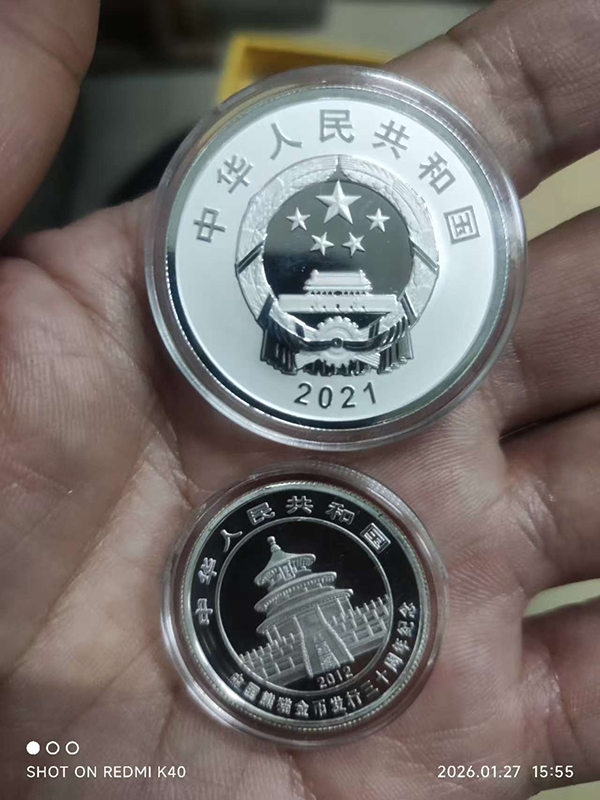 中华人民共和国
2021
中华人民共和国
2012
中国熊猫金币发行三十周年纪念
SHOT ON REDMI K40
2026.01.27 15:55